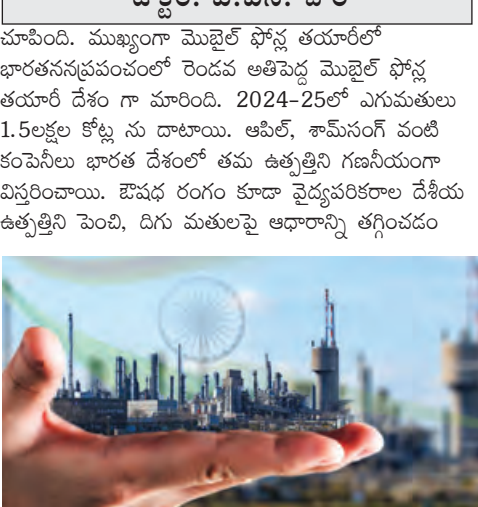 చూపింది. ముఖ్యంగా మొబైల్ ఫోన్ల తయారీలో
భారతననప్రపంచంలో రెండవ అతిపెద్ద మొబైల్ ఫోన్ల
తయారీ దేశం గా మారింది. 2024-25లో ఎగుమతులు
1.5లక్షల కోట్ల ను దాటాయి. ఆపిల్, శామ్‌సంగ్ వంటి
కంపెనీలు భారత దేశంలో తమ ఉత్పత్తిని గణనీయంగా
విస్తరించాయి. ఔషధ రంగం కూడా వైద్యపరికరాల దేశీయ
ఉత్పత్తిని పెంచి, దిగు మతులపై ఆధారాన్ని తగ్గించడం